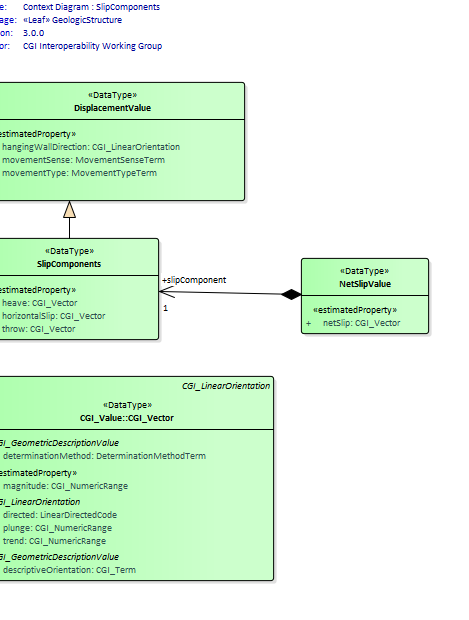 e: Context Diagram : SlipComponents
age: «Leaf» GeologicStructure
on: 3.0.0
or: CGI Interoperability Working Group
«DataType»
DisplacementValue
estimatedProperty»
hangingWallDirection: CGI_LinearOrientation
movementSense: MovementSenseTerm
movementType: MovementTypeTerm
«DataType»
SlipComponents
estimatedProperty»
heave: CGI_Vector
horizontalSlip: CGI_Vector
throw: CGI_Vector
+slipComponent
1
«DataType»
NetSlipValue
«estimatedProperty»
+ netSlip: CGI_Vector
CGI_LinearOrientation
«DataType»
CGI_Value::CGI_Vector
GI_GeometricDescriptionValue
determinationMethod: DeterminationMethodTerm
estimatedProperty»
magnitude: CGI_NumericRange
GI_LinearOrientation
directed: LinearDirectedCode
plunge: CGI_NumericRange
trend: CGI_NumericRange
GI_GeometricDescriptionValue
descriptiveOrientation: CGI_Term